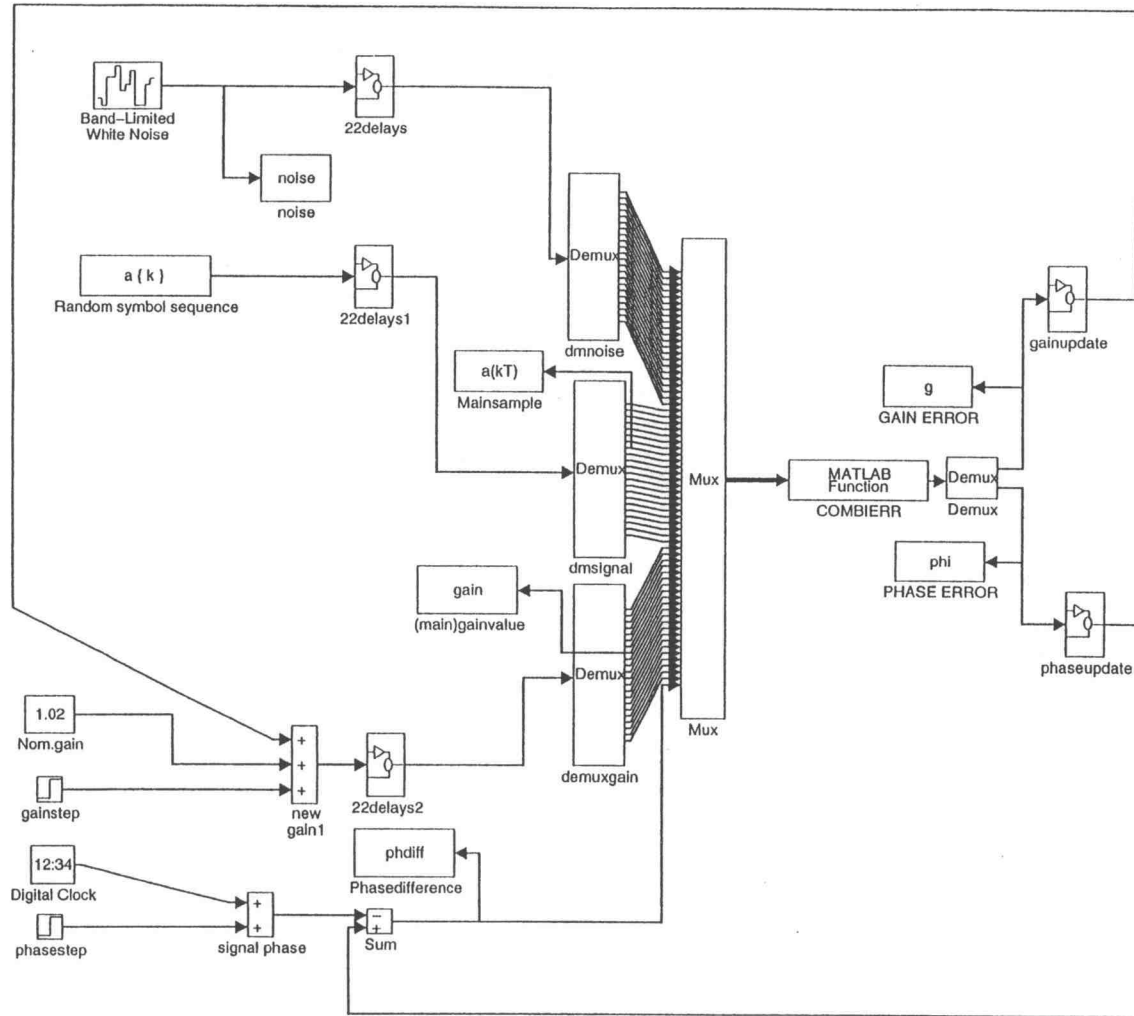 Band-Limited
White Noise
22delays
noise
noise
Demux
dmnoise
a ( k )
Random symbol sequence
22delays1
a(kT)
Mainsample
Demux
dmsignal
gain
(main)gainvalue
Demux
demuxgain
Mux
Mux
MATLAB
Function
COMBIERR
Demux
Demux
gainupdate
g
GAIN ERROR
phi
PHASE ERROR
phaseupdate
1.02
Nom.gain
gainstep
+
+
+
new
gain1
22delays2
phdiff
Phasedifference
12:34
Digital Clock
phasestep
+
+
signal phase
−
+
Sum